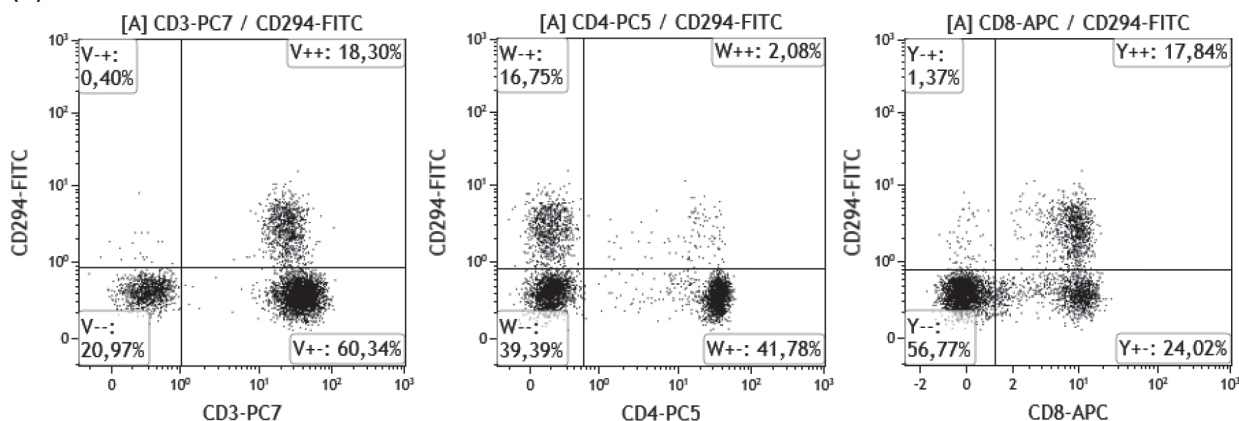 [A] CD3-PC7 / CD294-FITC
V-+:
0,40%
V++: 18,30%
V--:
20,97%
V+-: 60,34%
10³
10²
10¹
10⁰
0
CD294-FITC
0 10⁰ 10¹ 10² 10³
CD3-PC7
[A] CD4-PC5 / CD294-FITC
W-+:
16,75%
W++: 2,08%
W--:
39,39%
W+-: 41,78%
10³
10²
10¹
10⁰
0
CD294-FITC
0 10⁰ 10¹ 10² 10³
CD4-PC5
[A] CD8-APC / CD294-FITC
Y-+:
1,37%
Y++: 17,84%
Y--:
56,77%
Y+-: 24,02%
10³
10²
10¹
10⁰
0
CD294-FITC
-2 0 2 10¹ 10² 10³
CD8-APC